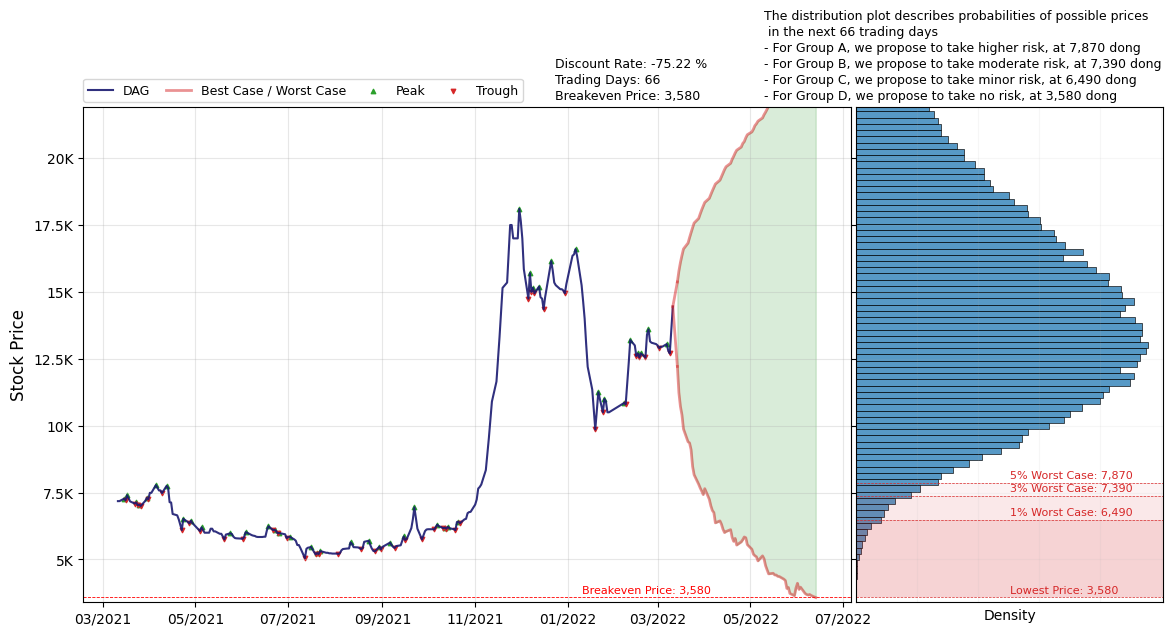 The distribution plot describes probabilities of possible prices
in the next 66 trading days
- For Group A, we propose to take higher risk, at 7,870 dong
- For Group B, we propose to take moderate risk, at 7,390 dong
- For Group C, we propose to take minor risk, at 6,490 dong
- For Group D, we propose to take no risk, at 3,580 dong
Discount Rate: -75.22 %
Trading Days: 66
Breakeven Price: 3,580
DAG
Best Case / Worst Case
Peak
Trough
Stock Price
20K
17.5K
15K
12.5K
10K
7.5K
5K
Breakeven Price: 3,580
03/2021
05/2021
07/2021
09/2021
11/2021
01/2022
03/2022
05/2022
07/2022
5% Worst Case: 7,870
3% Worst Case: 7,390
1% Worst Case: 6,490
Lowest Price: 3,580
Density